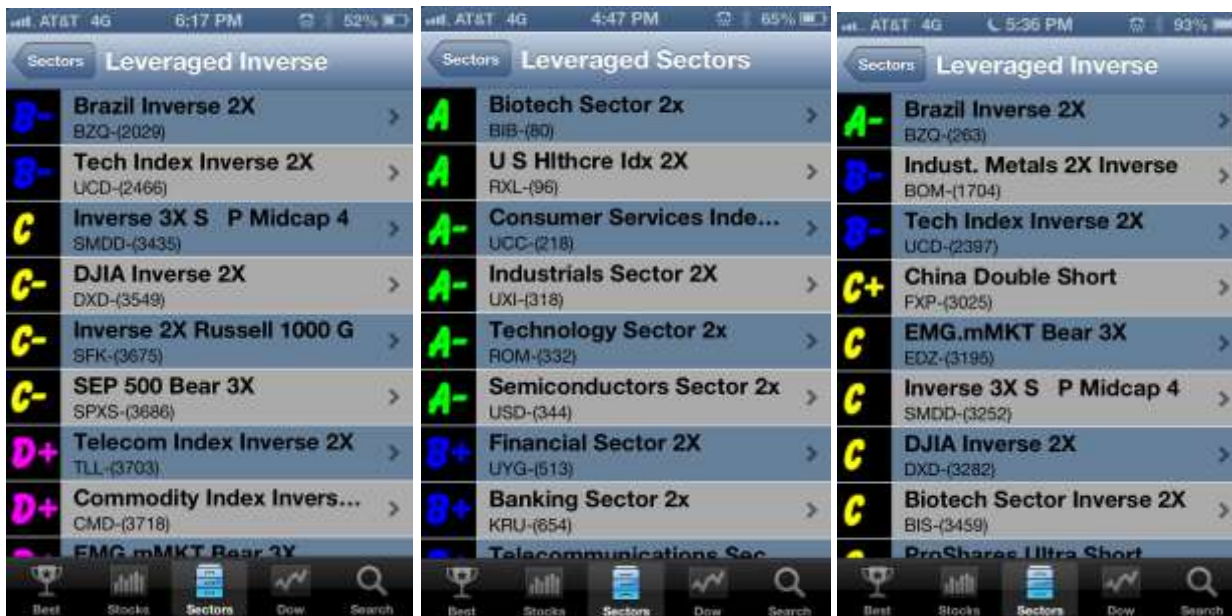 AT&T 4G 6:17 PM 52%
Sectors Leveraged Inverse
B- Brazil Inverse 2X
BZQ-(2029)
B- Tech Index Inverse 2X
UCD-(2466)
C Inverse 3X S P Midcap 4
SMDD-(3435)
C- DJIA Inverse 2X
DXD-(3549)
C- Inverse 2X Russell 1000 G
SFK-(3675)
C- SEP 500 Bear 3X
SPXS-(3686)
D+ Telecom Index Inverse 2X
TLL-(3703)
D+ Commodity Index Invers...
CMD-(3718)
D+ EMG.mMKT Bear 3X
Best Stocks Sectors Dow Search
AT&T 4G 4:47 PM 65%
Sectors Leveraged Sectors
A Biotech Sector 2x
BIB-(80)
A U S Hlthcre Idx 2X
RXL-(96)
A- Consumer Services Inde...
UCC-(218)
A- Industrials Sector 2X
UXI-(318)
A- Technology Sector 2x
ROM-(332)
A- Semiconductors Sector 2x
USD-(344)
B+ Financial Sector 2X
UYG-(513)
B+ Banking Sector 2x
KRU-(654)
Telecommunications Sec
Best Stocks Sectors Dow Search
AT&T 4G 5:36 PM 93%
Sectors Leveraged Inverse
A- Brazil Inverse 2X
BZQ-(263)
B- Indust. Metals 2X Inverse
BOM-(1704)
B- Tech Index Inverse 2X
UCD-(2397)
C+ China Double Short
FXP-(3025)
C EMG.mMKT Bear 3X
EDZ-(3195)
C Inverse 3X S P Midcap 4
SMDD-(3252)
C DJIA Inverse 2X
DXD-(3282)
C Biotech Sector Inverse 2X
BIS-(3459)
ProShares Ultra Short
Best Stocks Sectors Dow Search